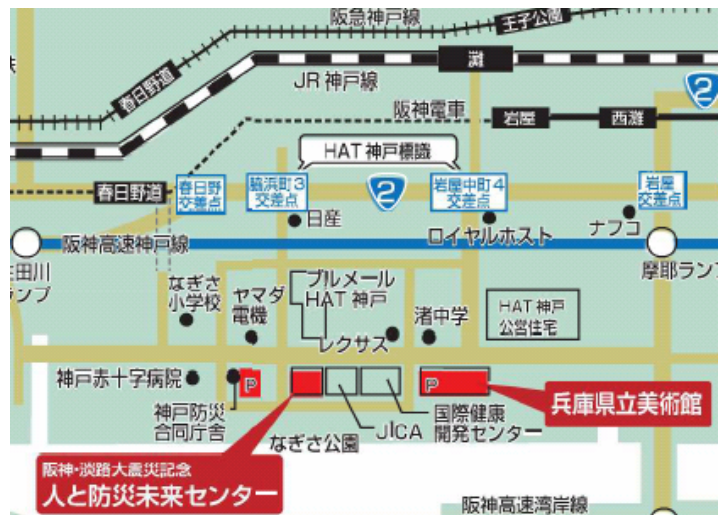 阪急神戸線
王子公園
春日野道
灘
JR神戸線
2
阪神電車
岩屋
西灘
HAT神戸標識
春日野道
春日野
交差点
脇浜町3
交差点
2
岩屋中町4
交差点
岩屋
交差点
日産
ロイヤルホスト
ナフコ
阪神高速神戸線
摩耶ランプ
なぎさ
小学校
ヤマダ
電機
ブルメール
HAT神戸
レクサス
渚中学
HAT神戸
公営住宅
神戸赤十字病院
P
P
兵庫県立美術館
神戸防災
合同庁舎
なぎさ公園
JICA
国際健康
開発センター
阪神・淡路大震災記念
人と防災未来センター
阪神高速湾岸線